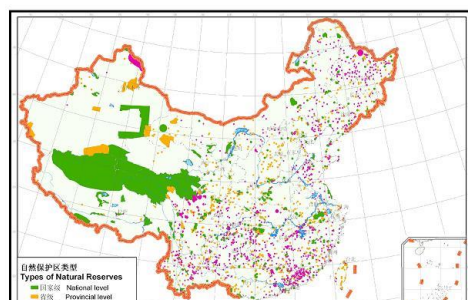 自然保护区类型
Types of Natural Reserves
国家级 National level
省级 Provincial level